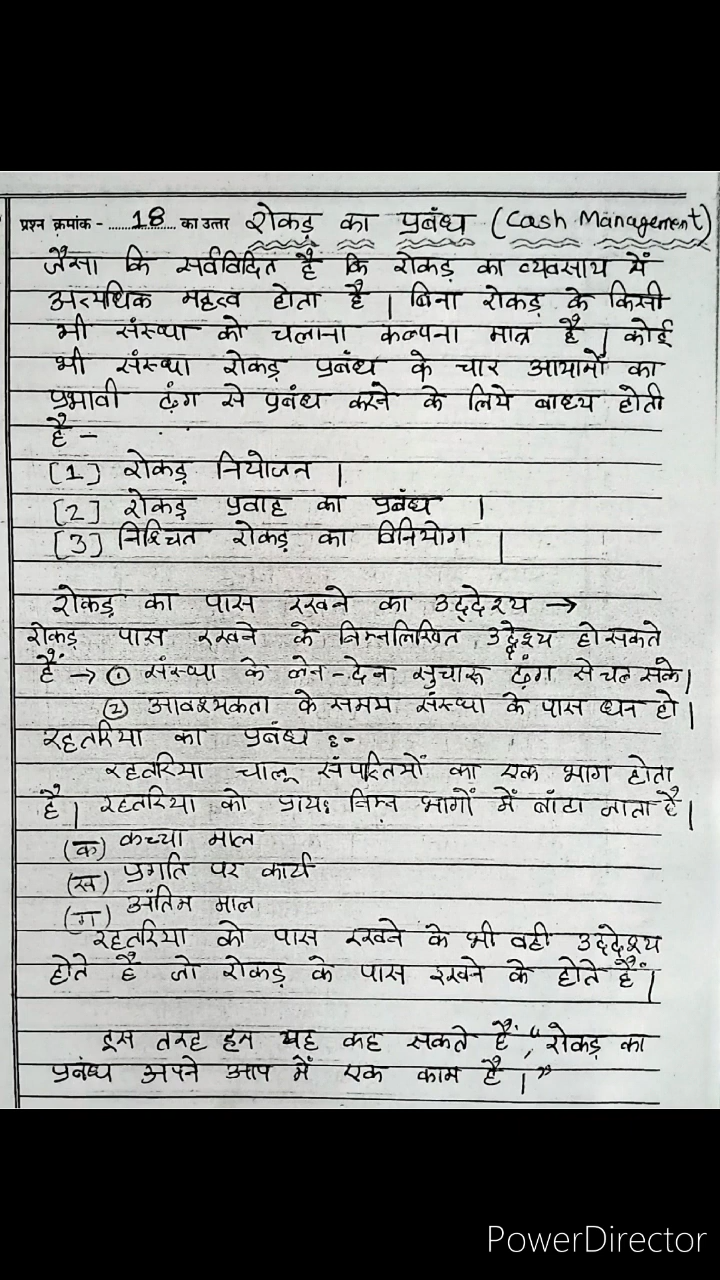 प्रश्न क्रमांक - 18 का उत्तर रोकड़ का प्रबंध (Cash Management)
जैसा कि सर्वविदित है कि रोकड़ का व्यवसाय में
अत्यधिक महत्व होता है | बिना रोकड़ के किसी
भी संस्था को चलाना कल्पना मात्र है | कोई
भी संस्था रोकड़ प्रबंध के चार आयामों का
प्रभावी ढ़ंग से प्रबंध करने के लिये बाध्य होती
है -
[1] रोकड़ नियोजन |
[2] रोकड़ प्रवाह का प्रबंध |
[3] निश्चित रोकड़ का विनियोग |
रोकड़ का पास रखने का उद्देश्य →
रोकड़ पास रखने के निम्नलिखित उद्देश्य हो सकते
हैं → ① संस्था के लेन-देन सुचारू ढ़ंग से चल सके |
② आवश्यकता के समय संस्था के पास धन हो |
रहतिया का प्रबंध :-
रहतिया चालू संपत्तियों का एक भाग होता
है | रहतिया को प्रायः निम्न भागों में बांटा जाता है |
(क) कच्चा माल
(ख) प्रगति पर कार्य
(ग) अंतिम माल
रहतिया को पास रखने के भी वही उद्देश्य
होते हैं जो रोकड़ के पास रखने के होते हैं |
इस तरह हम यह कह सकते हैं, "रोकड़ का
प्रबंध अपने आप में एक काम है | "
PowerDirector